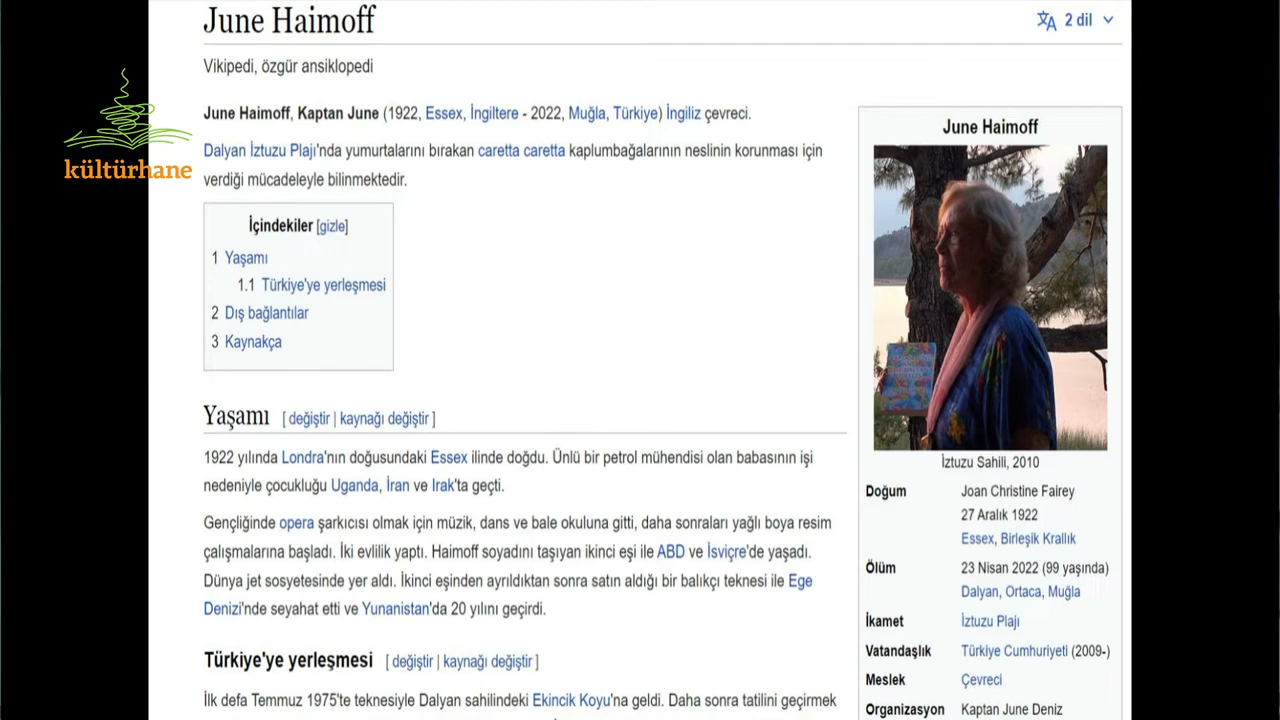 June Haimoff
2 dil
Vikipedi, özgür ansiklopedi
kültürhane
June Haimoff, Kaptan June (1922, Essex, İngiltere - 2022, Muğla, Türkiye) İngiliz çevreci.
Dalyan İztuzu Plajı'nda yumurtalarını bırakan caretta caretta kaplumbağalarının neslinin korunması için
verdiği mücadeleyle bilinmektedir.
İçindekiler [gizle]
1 Yaşamı
1.1 Türkiye'ye yerleşmesi
2 Dış bağlantılar
3 Kaynakça
Yaşamı [ değiştir | kaynağı değiştir ]
1922 yılında Londra'nın doğusundaki Essex ilinde doğdu. Ünlü bir petrol mühendisi olan babasının işi
nedeniyle çocukluğu Uganda, İran ve Irak'ta geçti.
Gençliğinde opera şarkıcısı olmak için müzik, dans ve bale okuluna gitti, daha sonraları yağlı boya resim
çalışmalarına başladı. İki evlilik yaptı. Haimoff soyadını taşıyan ikinci eşi ile ABD ve İsviçre'de yaşadı.
Dünya jet sosyetesinde yer aldı. İkinci eşinden ayrıldıktan sonra satın aldığı bir balıkçı teknesi ile Ege
Denizi'nde seyahat etti ve Yunanistan'da 20 yılını geçirdi.
Türkiye'ye yerleşmesi [ değiştir | kaynağı değiştir ]
İlk defa Temmuz 1975'te teknesiyle Dalyan sahilindeki Ekincik Koyu'na geldi. Daha sonra tatilini geçirmek
June Haimoff
İztuzu Sahili, 2010
Doğum Joan Christine Fairey
27 Aralık 1922
Essex, Birleşik Krallık
Ölüm 23 Nisan 2022 (99 yaşında)
Dalyan, Ortaca, Muğla
İkamet İztuzu Plajı
Vatandaşlık Türkiye Cumhuriyeti (2009-)
Meslek Çevreci
Organizasyon Kaptan June Deniz